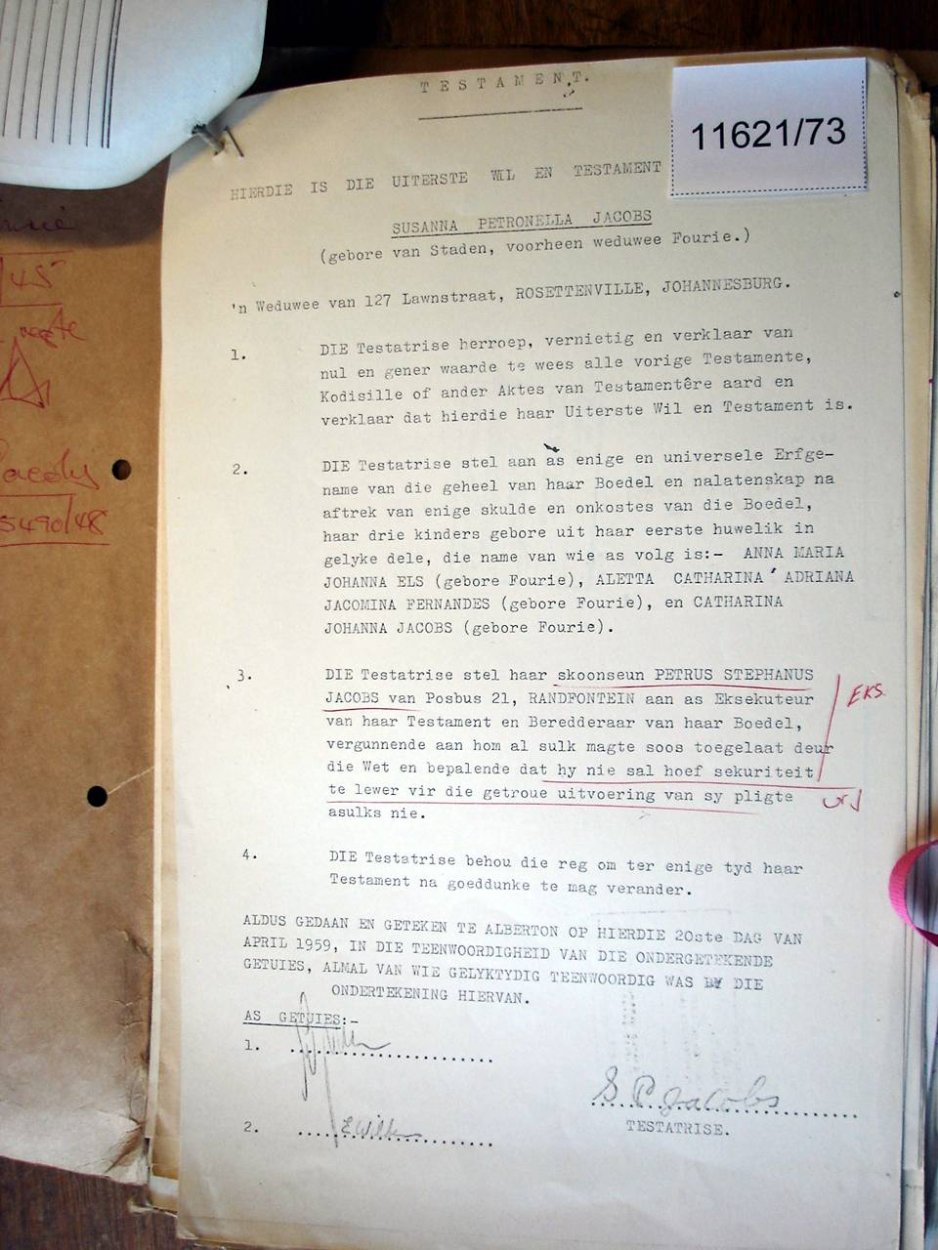 T E S T A M E N T.
11621/73
HIERDIE IS DIE UITERSTE WIL EN TESTAMENT
SUSANNA PETRONELLA JACOBS
(gebore van Staden, voorheen weduwee Fourie.)
'n Weduwee van 127 Lawnstraat, ROSETTENVILLE, JOHANNESBURG.
1. DIE Testatrise herroep, vernietig en verklaar van
nul en gener waarde te wees alle vorige Testamente,
Kodisille of ander Aktes van Testamentêre aard en
verklaar dat hierdie haar Uiterste Wil en Testament is.
2. DIE Testatrise stel aan as enige en universele Erfge-
name van die geheel van haar Boedel en nalatenskap na
aftrek van enige skulde en onkostes van die Boedel,
haar drie kinders gebore uit haar eerste huwelik in
gelyke dele, die name van wie as volg is:- ANNA MARIA
JOHANNA ELS (gebore Fourie), ALETTA CATHARINA ADRIANA
JACOMINA FERNANDES (gebore Fourie), en CATHARINA
JOHANNA JACOBS (gebore Fourie).
3. DIE Testatrise stel haar skoonseun PETRUS STEPHANUS
JACOBS van Posbus 21, RANDFONTEIN aan as Eksekuteur
van haar Testament en Beredderaar van haar Boedel,
vergunnende aan hom al sulk magte soos toegelaat deur
die Wet en bepalende dat hy nie sal hoef sekuriteit
te lewer vir die getroue uitvoering van sy pligte
asulks nie.
EKS.
4. DIE Testatrise behou die reg om ter enige tyd haar
Testament na goeddunke te mag verander.
ALDUS GEDAAN EN GETEKEN TE ALBERTON OP HIERDIE 20ste DAG VAN
APRIL 1959, IN DIE TEENWOORDIGHEID VAN DIE ONDERGETEKENDE
GETUIES, ALMAL VAN WIE GELYKTYDIG TEENWOORDIG WAS BY DIE
ONDERTEKENING HIERVAN.
AS GETUIES:-
1.
S P Jacobs
TESTATRISE.
2.
/45
5490/48